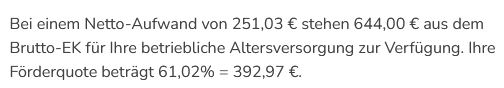 Bei einem Netto-Aufwand von 251,03 € stehen 644,00 € aus dem
Brutto-EK für Ihre betriebliche Altersversorgung zur Verfügung. Ihre
Förderquote beträgt 61,02% = 392,97 €.